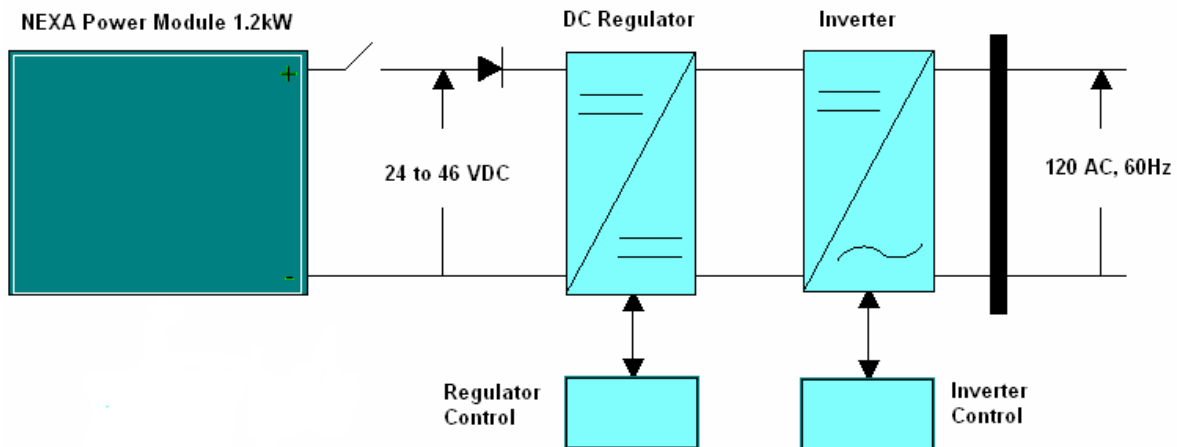 NEXA Power Module 1.2kW
DC Regulator
Inverter
+
-
24 to 46 VDC
120 AC, 60Hz
Regulator
Control
Inverter
Control